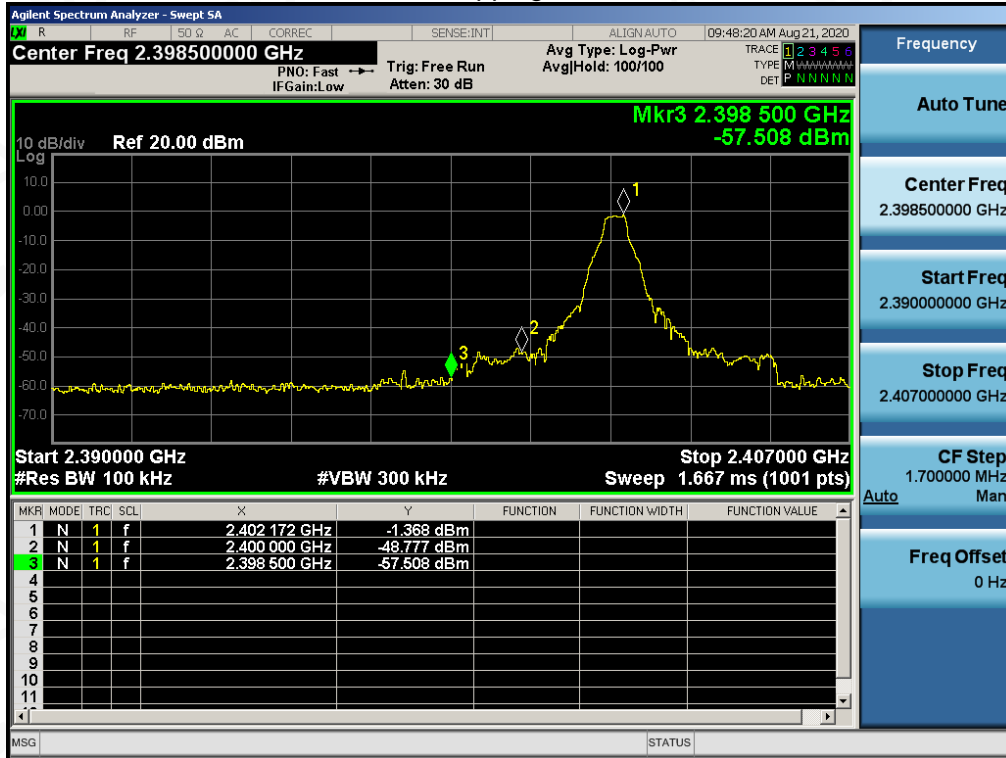 Agilent Spectrum Analyzer - Swept SA
LXI R RF 50 Ω AC CORREC SENSE:INT ALIGN AUTO 09:48:20 AM Aug 21, 2020
Center Freq 2.398500000 GHz
PNO: Fast
IFGain:Low
Trig: Free Run
Atten: 30 dB
Avg Type: Log-Pwr
Avg|Hold: 100/100
TRACE 1 2 3 4 5 6
TYPE M
DET P N N N N N
Mkr3 2.398 500 GHz
-57.508 dBm
10 dB/div Ref 20.00 dBm
Log
10.0
0.00
-10.0
-20.0
-30.0
-40.0
-50.0
-60.0
-70.0
1
2
3
Start 2.390000 GHz Stop 2.407000 GHz
#Res BW 100 kHz #VBW 300 kHz Sweep 1.667 ms (1001 pts)
MKR MODE TRC SCL X Y FUNCTION FUNCTION WIDTH FUNCTION VALUE
1 N 1 f 2.402 172 GHz -1.368 dBm
2 N 1 f 2.400 000 GHz -48.777 dBm
3 N 1 f 2.398 500 GHz -57.508 dBm
4
5
6
7
8
9
10
11
MSG STATUS
Frequency
Auto Tune
Center Freq
2.398500000 GHz
Start Freq
2.390000000 GHz
Stop Freq
2.407000000 GHz
CF Step
1.700000 MHz
Auto Man
Freq Offset
0 Hz